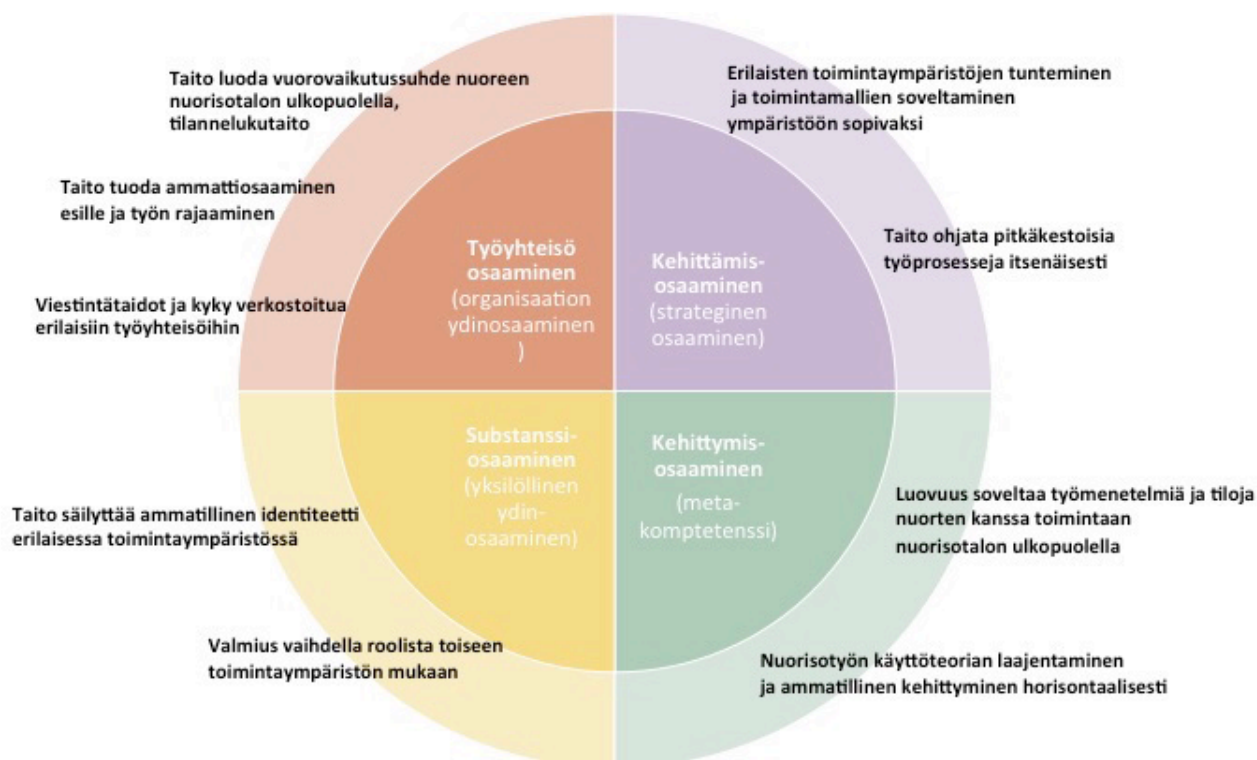 Taito luoda vuorovaikutussuhde nuoreen
nuorisotalon ulkopuolella,
tilannelukutaito
Taito tuoda ammattiosaaminen
esille ja työn rajaaminen
Viestintätaidot ja kyky verkostoitua
erilaisiin työyhteisöihin
Erilaisten toimintaympäristöjen tunteminen
ja toimintamallien soveltaminen
ympäristöön sopivaksi
Taito ohjata pitkäkestoisia
työprosesseja itsenäisesti
Työyhteisö
osaaminen
(organisaation
ydinosaaminen
)
Kehittämis-
osaaminen
(strateginen
osaaminen)
Substanssi-
osaaminen
(yksilöllinen
ydin-
osaaminen)
Kehittymis-
osaaminen
(meta-
komptetenssi)
Taito säilyttää ammatillinen identiteetti
erilaisessa toimintaympäristössä
Valmius vaihdella roolista toiseen
toimintaympäristön mukaan
Luovuus soveltaa työmenetelmiä ja tiloja
nuorten kanssa toimintaan
nuorisotalon ulkopuolella
Nuorisotyön käyttöteorian laajentaminen
ja ammatillinen kehittyminen horisontaalisesti